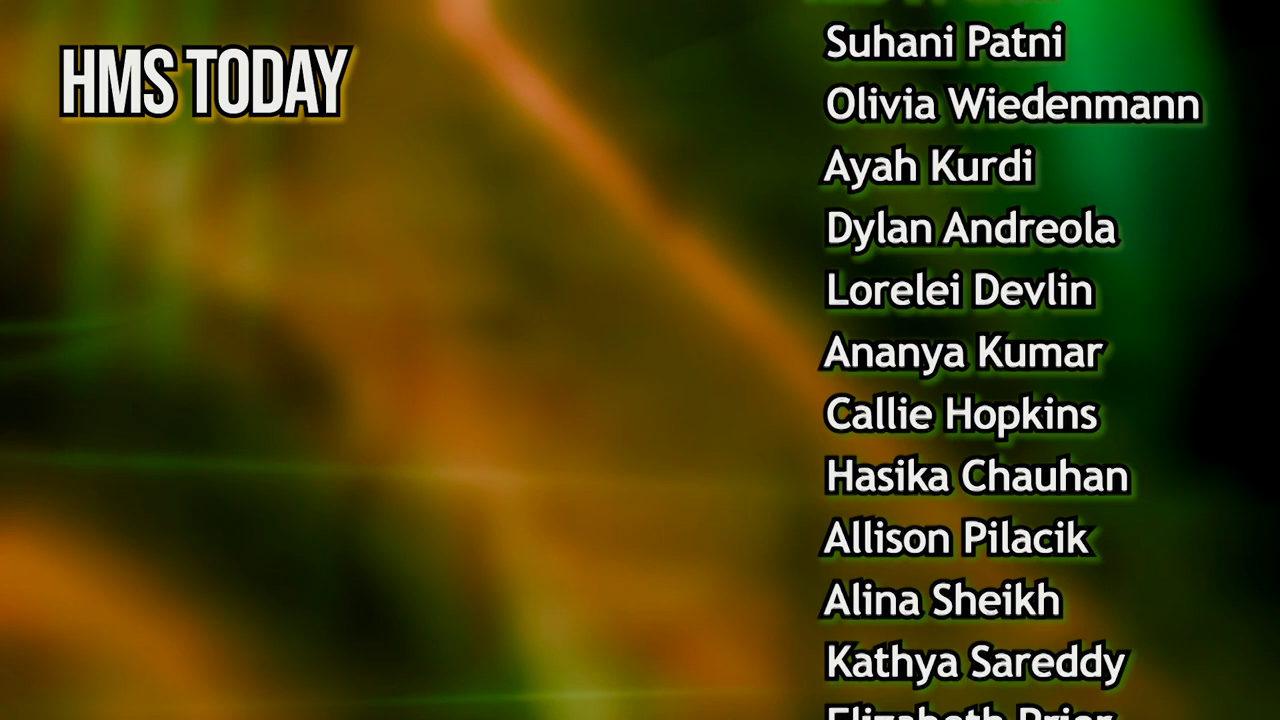 HMS TODAY
Suhani Patni
Olivia Wiedenmann
Ayah Kurdi
Dylan Andreola
Lorelei Devlin
Ananya Kumar
Callie Hopkins
Hasika Chauhan
Allison Pilacik
Alina Sheikh
Kathya Sareddy
Elizabeth